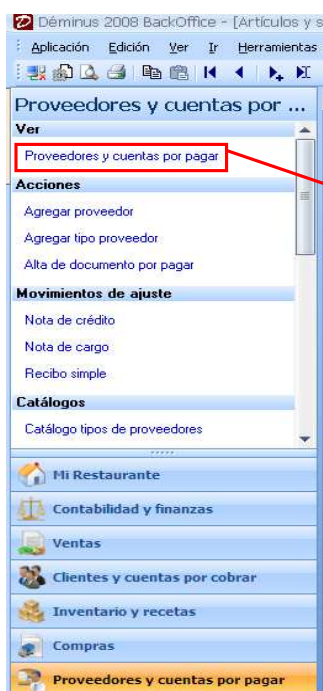 Déminus 2008 BackOffice - [Artículos y s
Aplicación Edición Ver Ir Herramientas
Proveedores y cuentas por ...
Ver
Proveedores y cuentas por pagar
Acciones
Agregar proveedor
Agregar tipo proveedor
Alta de documento por pagar
Movimientos de ajuste
Nota de crédito
Nota de cargo
Recibo simple
Catálogos
Catálogo tipos de proveedores
Mi Restaurante
Contabilidad y finanzas
Ventas
Clientes y cuentas por cobrar
Inventario y recetas
Compras
Proveedores y cuentas por pagar